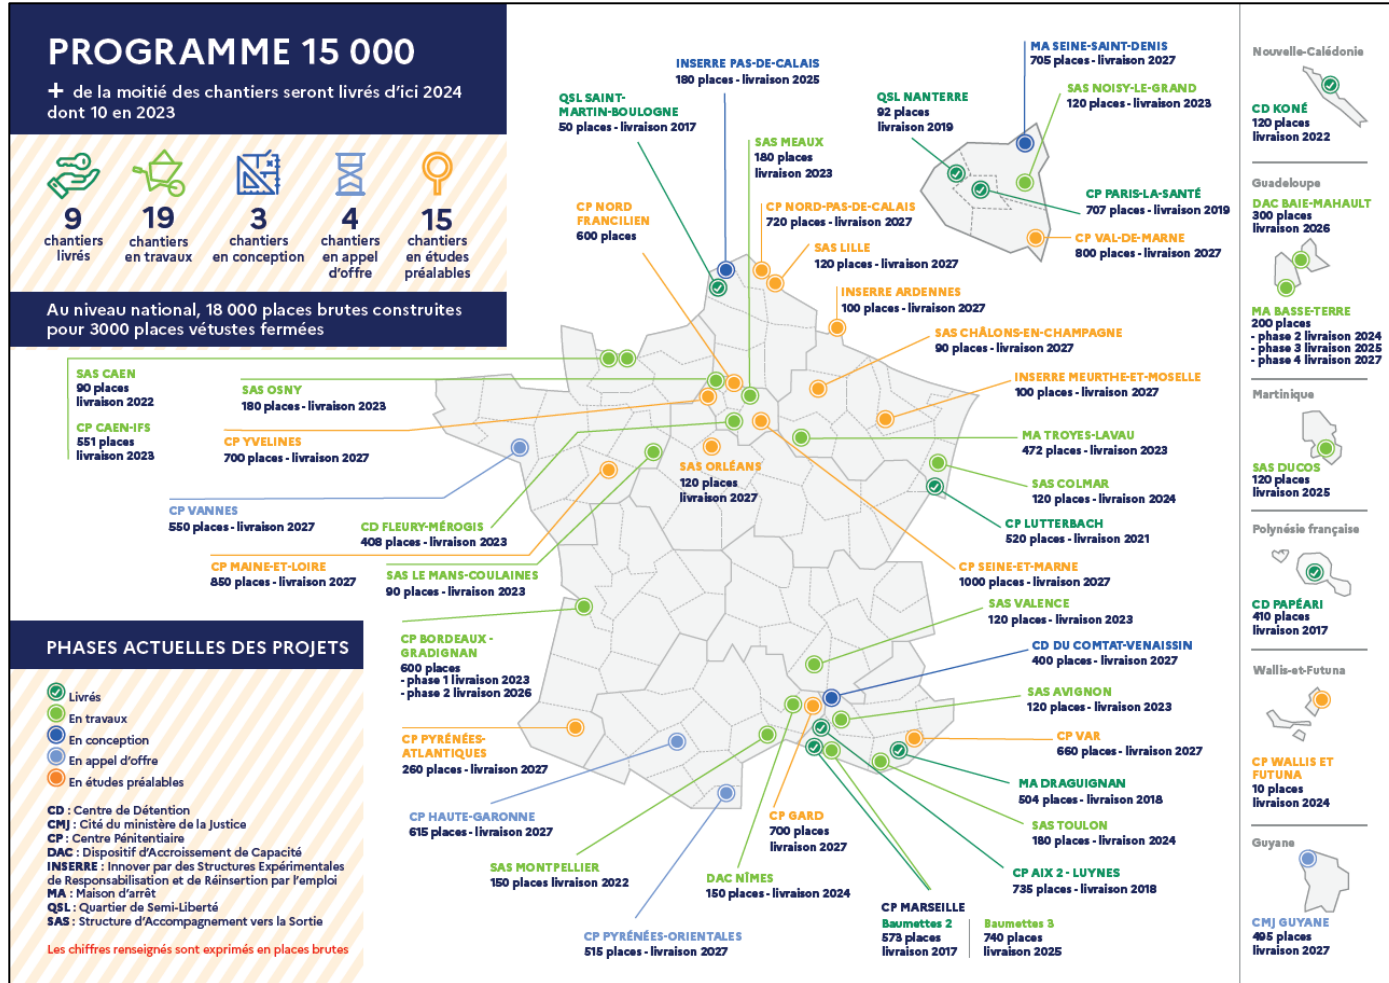 PROGRAMME 15 000
+ de la moitié des chantiers seront livrés d'ici 2024
dont 10 en 2023
9
chantiers
livrés
19
chantiers
en travaux
3
chantiers
en conception
4
chantiers
en appel
d'offre
15
chantiers
en études
préalables
Au niveau national, 18 000 places brutes construites
pour 3000 places vétustes fermées
INSERRE PAS-DE-CALAIS
180 places - livraison 2025
QSL SAINT-
MARTIN-BOULOGNE
50 places - livraison 2017
SAS MEAUX
180 places
livraison 2023
CP NORD
FRANCILIEN
600 places
CP NORD-PAS-DE-CALAIS
720 places - livraison 2027
SAS LILLE
120 places - livraison 2027
INSERRE ARDENNES
100 places - livraison 2027
SAS CHÂLONS-EN-CHAMPAGNE
90 places - livraison 2027
INSERRE MEURTHE-ET-MOSELLE
100 places - livraison 2027
MA TROYES-LAVAU
472 places - livraison 2023
SAS COLMAR
120 places - livraison 2024
CP LUTTERBACH
520 places - livraison 2021
CP SEINE-ET-MARNE
1000 places - livraison 2027
MA SEINE-SAINT-DENIS
705 places - livraison 2027
SAS NOISY-LE-GRAND
120 places - livraison 2023
QSL NANTERRE
92 places
livraison 2019
CP PARIS-LA-SANTÉ
707 places - livraison 2019
CP VAL-DE-MARNE
800 places - livraison 2027
SAS CAEN
90 places
livraison 2022
CP CAEN-IFS
551 places
livraison 2023
SAS OSNY
180 places - livraison 2023
CP YVELINES
700 places - livraison 2027
SAS ORLÉANS
120 places
livraison 2027
CP VANNES
550 places - livraison 2027
CD FLEURY-MÉROGIS
408 places - livraison 2023
CP MAINE-ET-LOIRE
850 places - livraison 2027
SAS LE MANS-COULAINES
90 places - livraison 2023
CP BORDEAUX -
GRADIGNAN
600 places
- phase 1 livraison 2023
- phase 2 livraison 2026
CP PYRÉNÉES-
ATLANTIQUES
260 places - livraison 2027
CP HAUTE-GARONNE
615 places - livraison 2027
SAS MONTPELLIER
150 places livraison 2022
CP PYRÉNÉES-ORIENTALES
515 places - livraison 2027
DAC NÎMES
150 places - livraison 2024
CP GARD
700 places
livraison 2027
SAS VALENCE
120 places - livraison 2023
CD DU COMTAT-VENAISSIN
400 places - livraison 2027
SAS AVIGNON
120 places - livraison 2023
CP VAR
660 places - livraison 2027
MA DRAGUIGNAN
504 places - livraison 2018
SAS TOULON
180 places - livraison 2024
CP AIX 2 - LUYNES
735 places - livraison 2018
CP MARSEILLE
Baumettes 2
573 places
livraison 2017
Baumettes 3
740 places
livraison 2025
PHASES ACTUELLES DES PROJETS
Livrés
En travaux
En conception
En appel d'offre
En études préalables
CD : Centre de Détention
CMJ : Cité du ministère de la Justice
CP : Centre Pénitentiaire
DAC : Dispositif d'Accroissement de Capacité
INSERRE : Innover par des Structures Expérimentales
de Responsabilisation et de Réinsertion par l'emploi
MA : Maison d'arrêt
QSL : Quartier de Semi-Liberté
SAS : Structure d'Accompagnement vers la Sortie
Les chiffres renseignés sont exprimés en places brutes
Nouvelle-Calédonie
CD KONÉ
120 places
livraison 2022
Guadeloupe
DAC BAIE-MAHAULT
300 places
livraison 2026
MA BASSE-TERRE
200 places
- phase 2 livraison 2024
- phase 3 livraison 2025
- phase 4 livraison 2027
Martinique
SAS DUCOS
120 places
livraison 2025
Polynésie française
CD PAPÉARI
410 places
livraison 2017
Wallis-et-Futuna
CP WALLIS ET
FUTUNA
10 places
livraison 2024
Guyane
CMJ GUYANE
495 places
livraison 2027